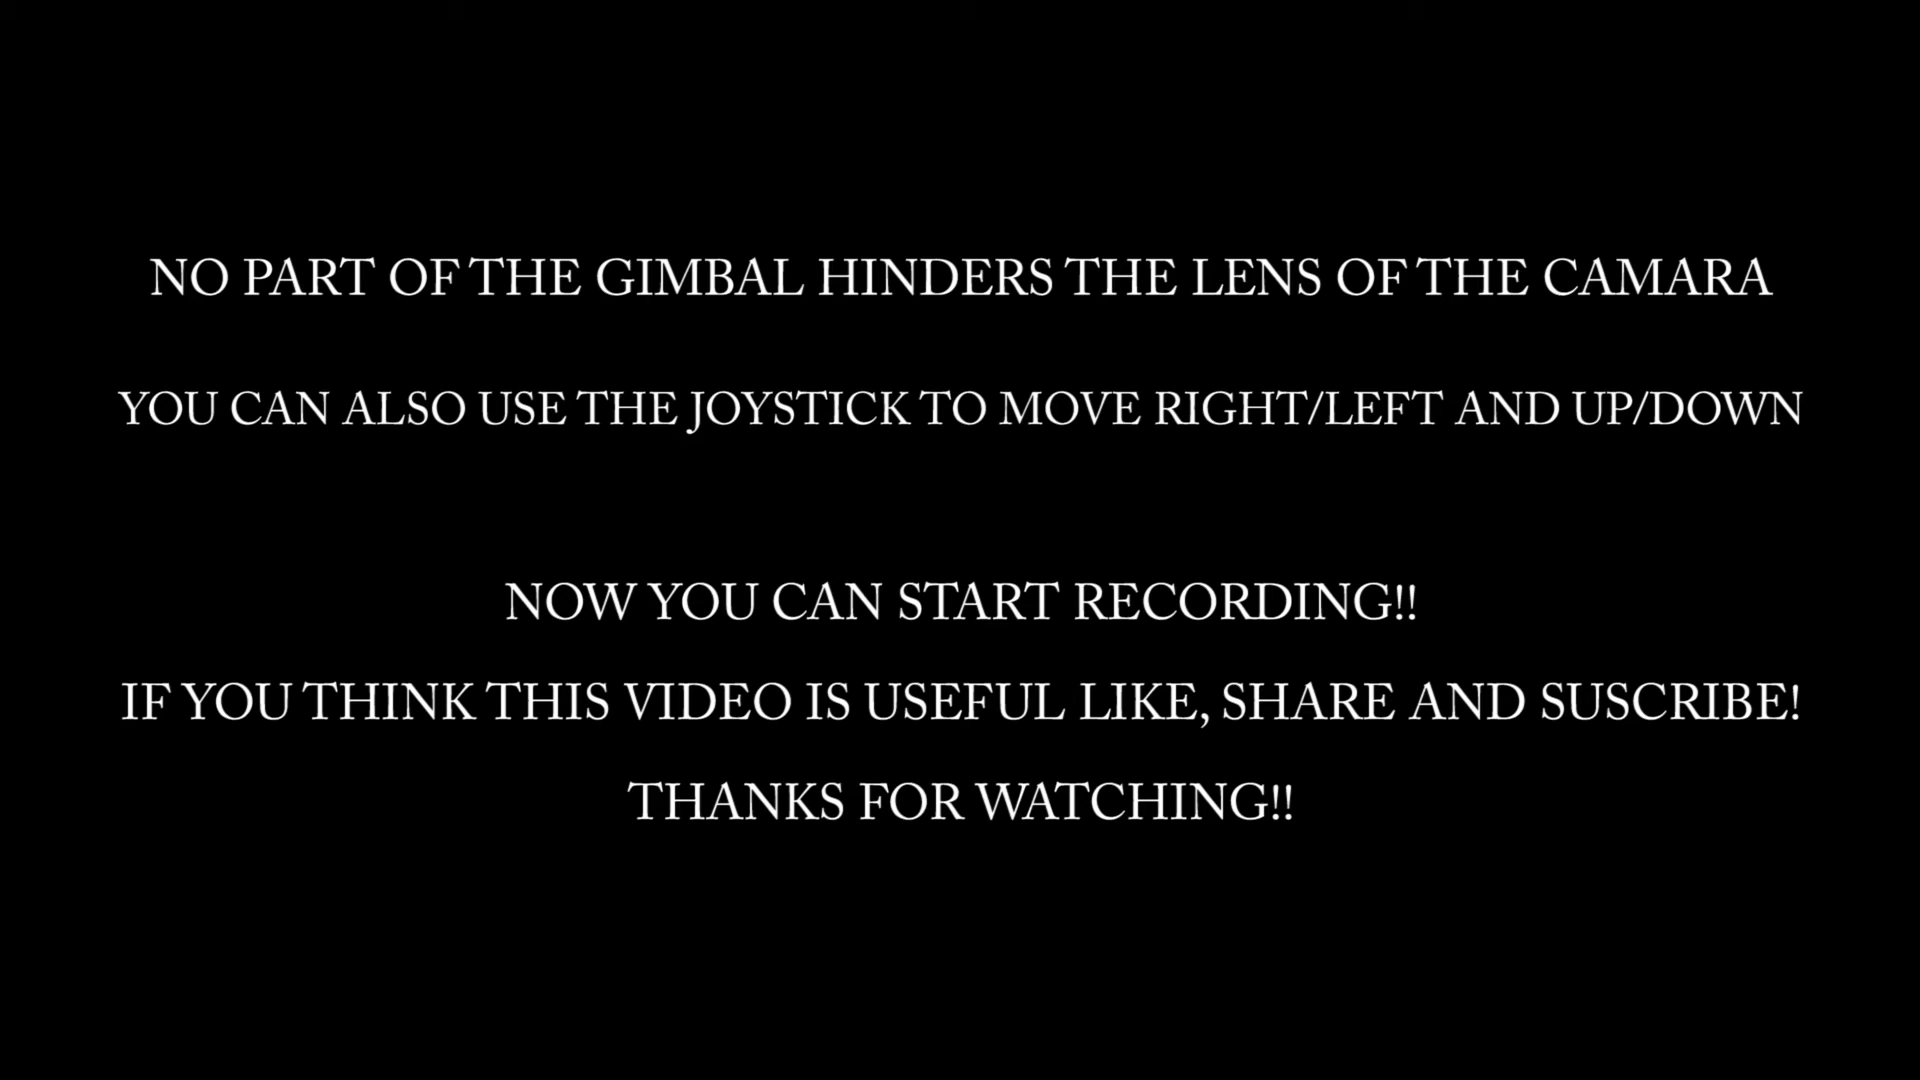 NO PART OF THE GIMBAL HINDERS THE LENS OF THE CAMARA
YOU CAN ALSO USE THE JOYSTICK TO MOVE RIGHT/LEFT AND UP/DOWN
NOW YOU CAN START RECORDING!!
IF YOU THINK THIS VIDEO IS USEFUL LIKE, SHARE AND SUSCRIBE!
THANKS FOR WATCHING!!